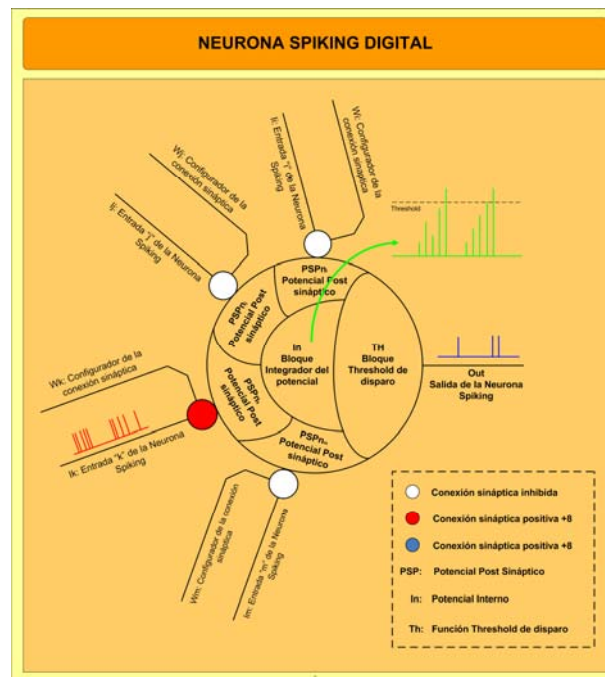 NEURONA SPIKING DIGITAL
Wj: Configurador de la
conexión sináptica
Ij: Entrada "j" de la Neurona
Spiking
Ii: Entrada "i" de la Neurona
Spiking
Wi: Configurador de la
conexión sináptica
Threshold
PSPn,
Potencial Post
sináptico
PSPn,
Potencial Post
sináptico
In
Bloque
Integrador del
potencial
TH
Bloque
Threshold de
disparo
Out
Salida de la Neurona
Spiking
Wk: Configurador de la
conexión sináptica
Ik: Entrada "k" de la Neurona
Spiking
PSPn,
Potencial Post
sináptico
PSPn,
Potencial Post
sináptico
Wm: Configurador de la conexión
sináptica
Im: Entrada "m" de la Neurona
Spiking
Conexión sináptica inhibida
Conexión sináptica positiva +8
Conexión sináptica positiva +8
PSP: Potencial Post Sináptico
In: Potencial Interno
Th: Función Threshold de disparo